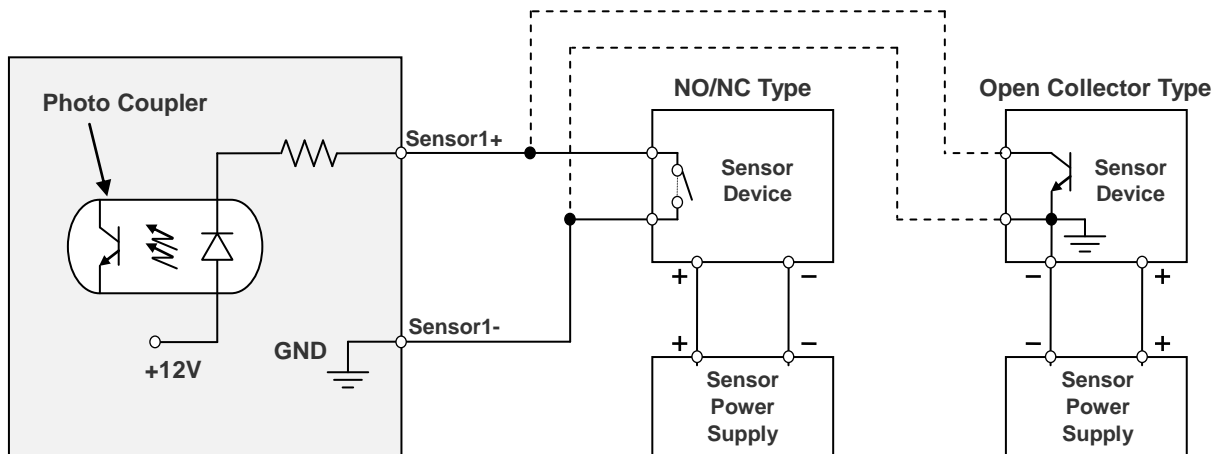 Photo Coupler
NO/NC Type
Open Collector Type
Sensor1+
Sensor
Device
Sensor
Device
+12V
GND
Sensor1-
+
−
−
+
+
−
−
+
Sensor
Power
Supply
Sensor
Power
Supply